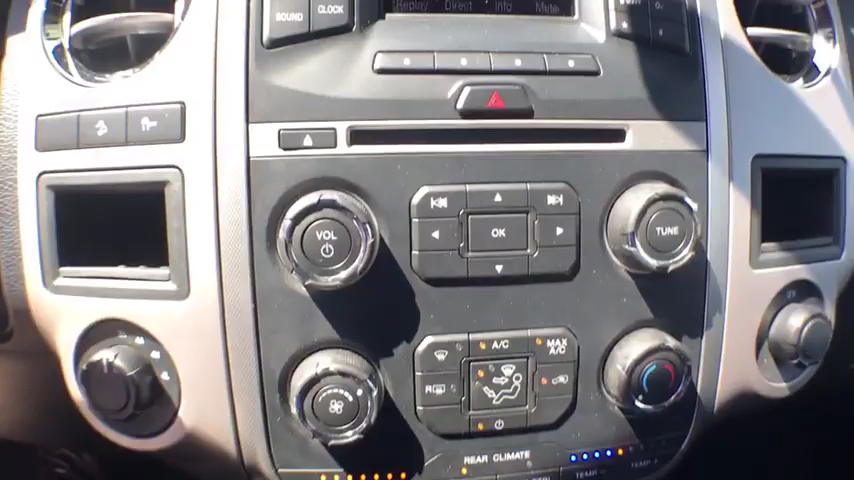 Replay Direct Info Mute
SOUND CLOCK
VOL
OK
TUNE
A/C
MAX
A/C
R
REAR CLIMATE
TEMP TEMP